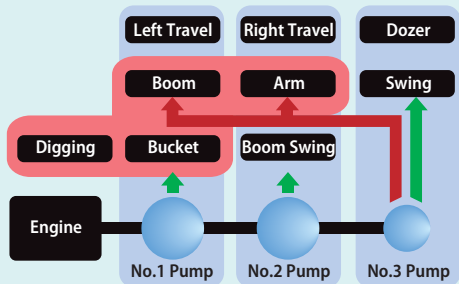 Left Travel
Right Travel
Dozer
Boom
Arm
Swing
Digging
Bucket
Boom Swing
Engine
No.1 Pump
No.2 Pump
No.3 Pump